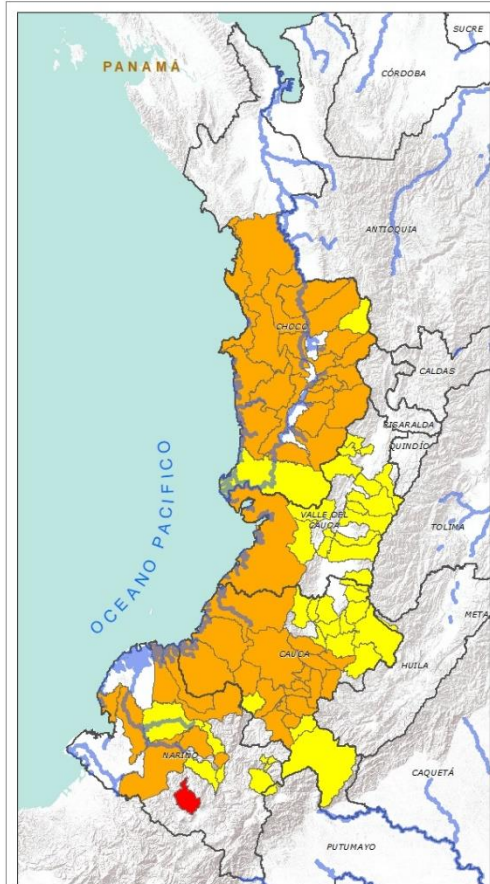 SUCRE
PANAMÁ
CÓRDOBA
ANTIOQUIA
CHOCÓ
CALDAS
RISARALDA
QUINDÍO
OCEANO PACÍFICO
VALLE DEL
CAUCA
TOLIMA
META
CAUCA
HUILA
NARIÑO
CAQUETÁ
PUTUMAYO